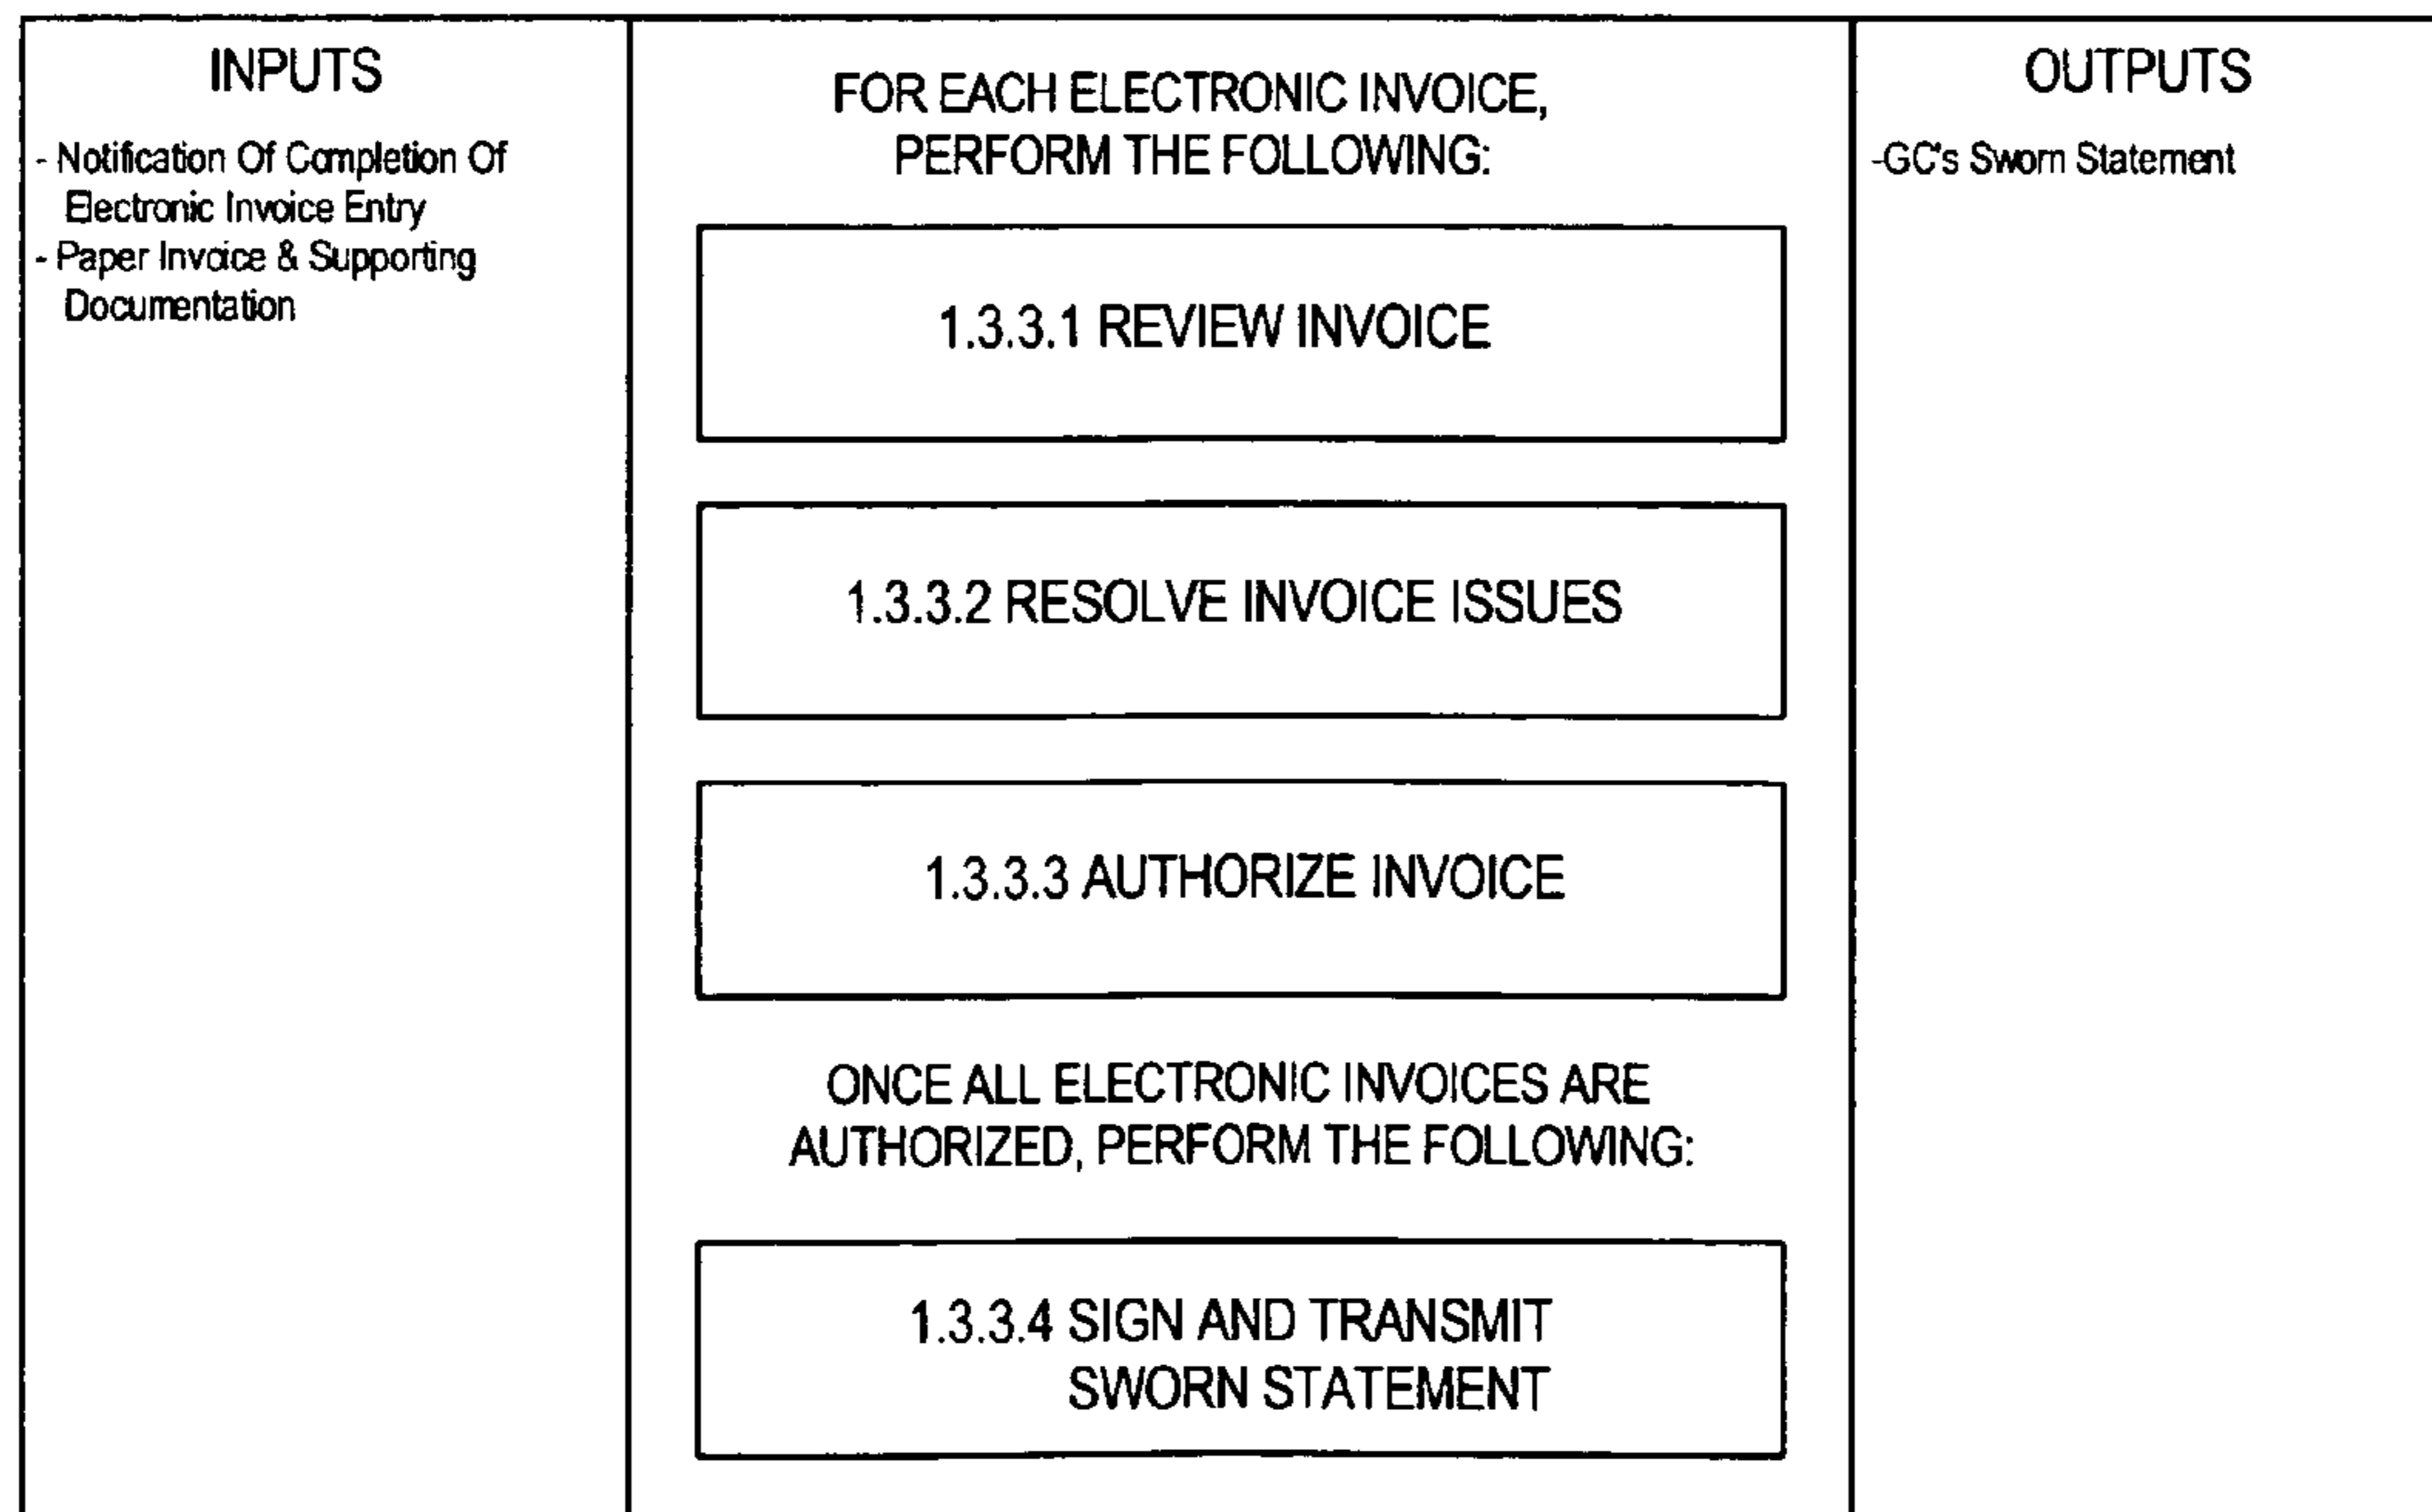 INPUTS
- Notification Of Completion Of
Electronic Invoice Entry
- Paper Invoice & Supporting
Documentation
FOR EACH ELECTRONIC INVOICE,
PERFORM THE FOLLOWING:
1.3.3.1 REVIEW INVOICE
1.3.3.2 RESOLVE INVOICE ISSUES
1.3.3.3 AUTHORIZE INVOICE
ONCE ALL ELECTRONIC INVOICES ARE
AUTHORIZED, PERFORM THE FOLLOWING:
1.3.3.4 SIGN AND TRANSMIT
SWORN STATEMENT
OUTPUTS
-GC's Sworn Statement